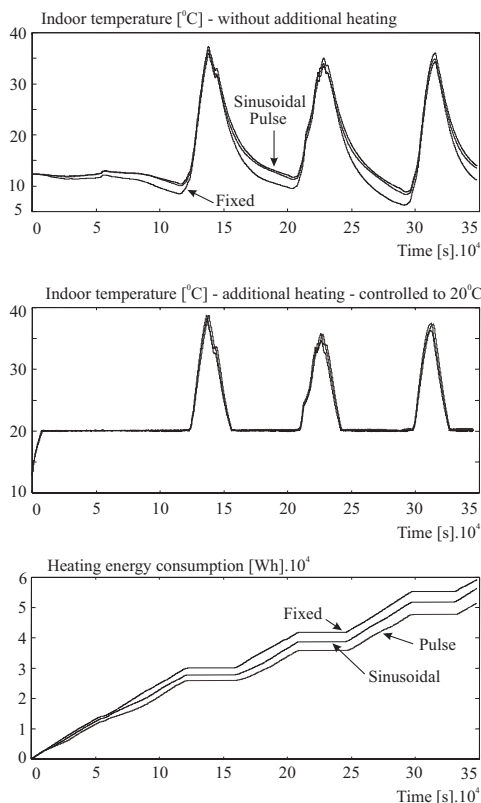 Indoor temperature [⁰C] - without additional heating
40
30
Sinusoidal
Pulse
20
10
Fixed
5
0 5 10 15 20 25 30 35
Time [s].10⁴
Indoor temperature [⁰C] - additional heating - controlled to 20⁰C
40
30
20
10
0 5 10 15 20 25 30 35
Time [s].10⁴
Heating energy consumption [Wh].10⁴
6
5
Fixed
4
Pulse
Sinusoidal
3
2
1
0
0 5 10 15 20 25 30 35
Time [s].10⁴